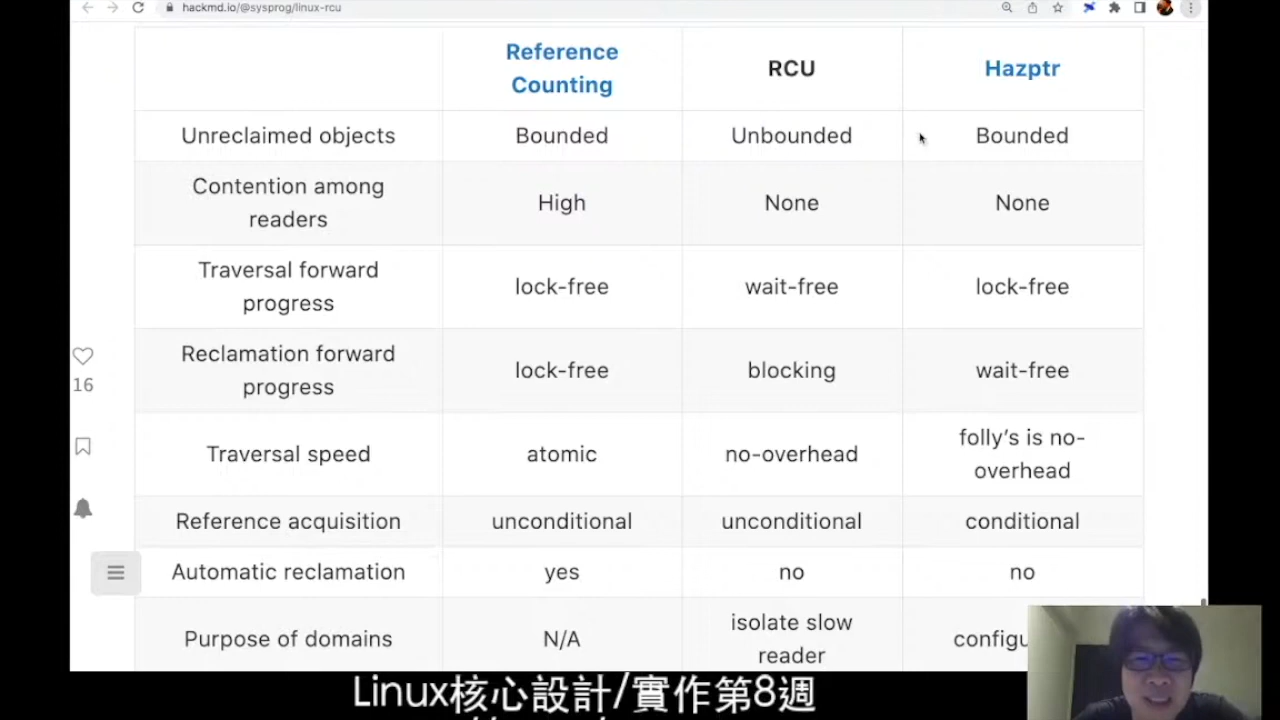 hackmd.io/@sysprog/linux-rcu
Reference
Counting
RCU
Hazptr
Unreclaimed objects
Bounded
Unbounded
Bounded
Contention among
readers
High
None
None
Traversal forward
progress
lock-free
wait-free
lock-free
Reclamation forward
progress
lock-free
blocking
wait-free
Traversal speed
atomic
no-overhead
folly's is no-
overhead
Reference acquisition
unconditional
unconditional
conditional
Automatic reclamation
yes
no
no
Purpose of domains
N/A
isolate slow
reader
16
Linux核心設計/實作第8週